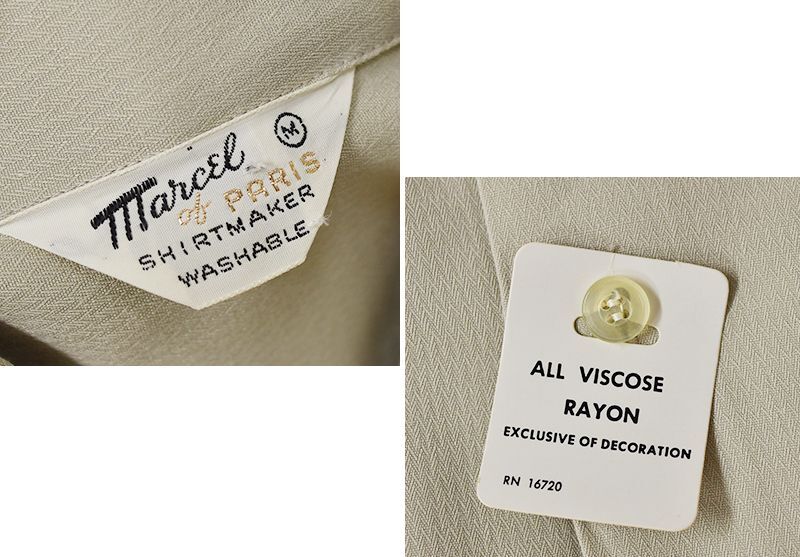 Marcel
M
of PARIS
SHIRTMAKER
WASHABLE
ALL VISCOSE
RAYON
EXCLUSIVE OF DECORATION
RN 16720